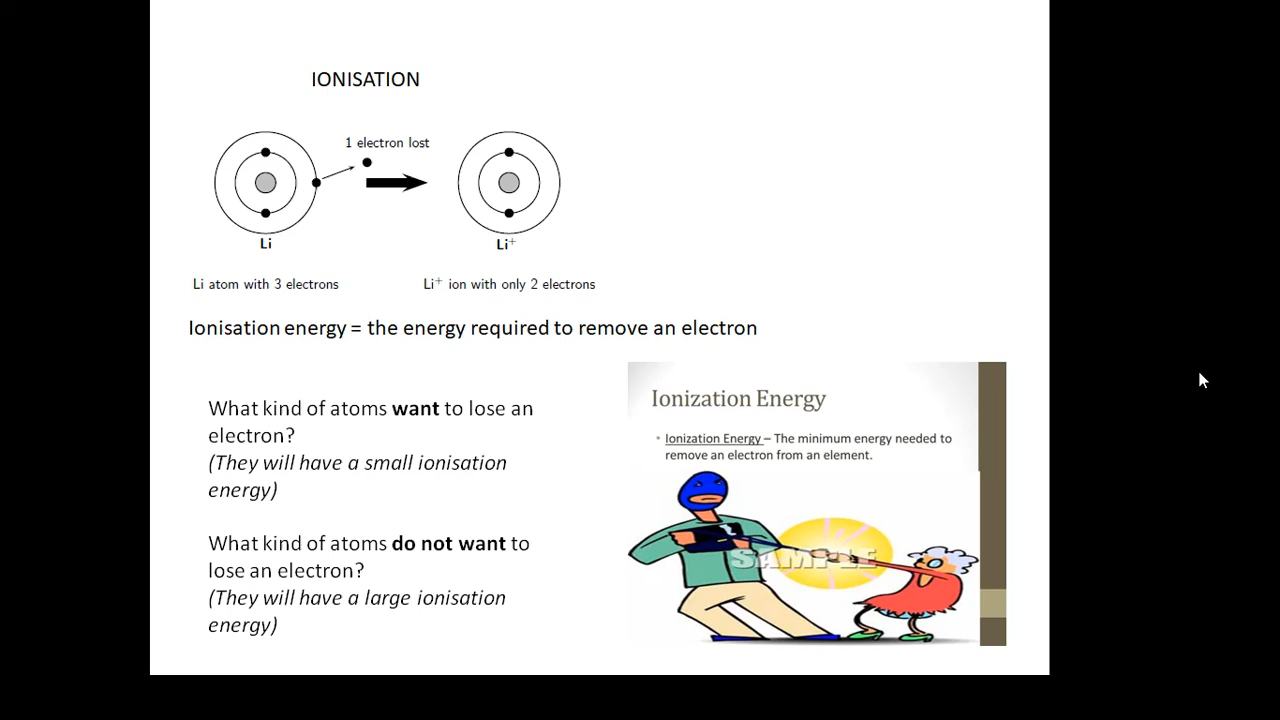 IONISATION
1 electron lost
Li
Li⁺
Li atom with 3 electrons
Li⁺ ion with only 2 electrons
Ionisation energy = the energy required to remove an electron
What kind of atoms want to lose an
electron?
(They will have a small ionisation
energy)
What kind of atoms do not want to
lose an electron?
(They will have a large ionisation
energy)
Ionization Energy
• Ionization Energy – The minimum energy needed to
remove an electron from an element.
SAMPLE